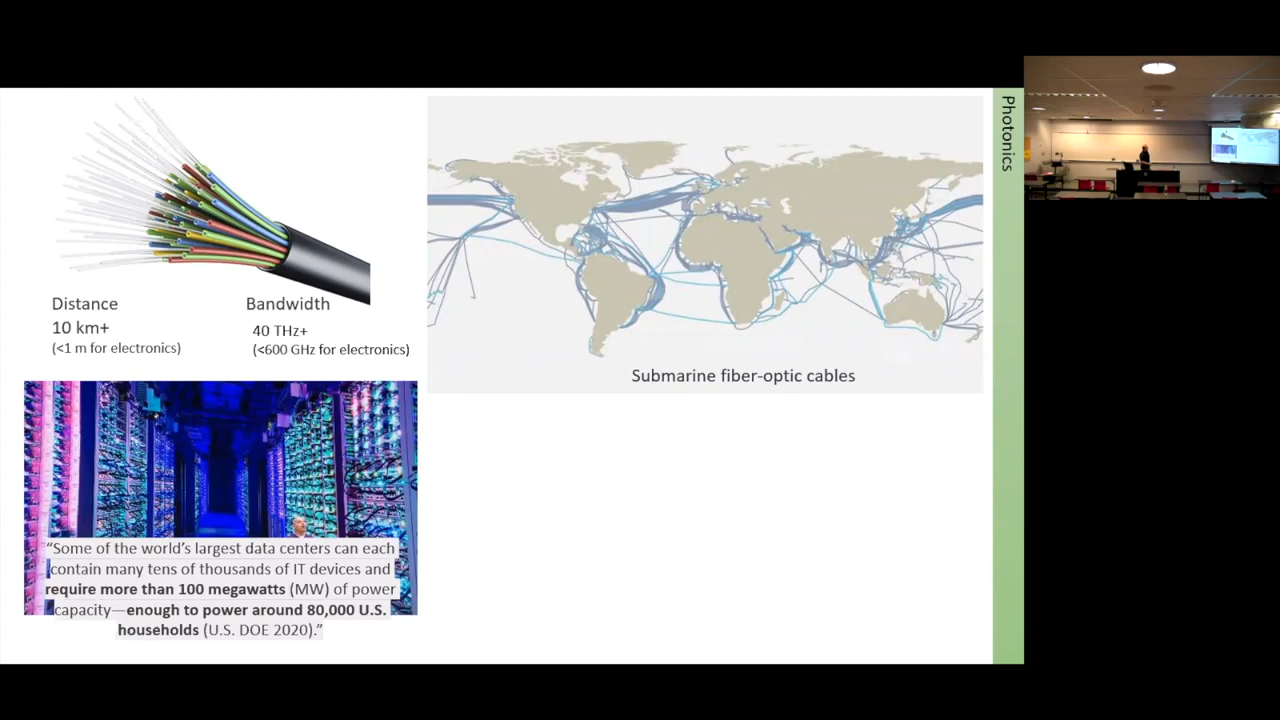 Distance
10 km+
(<1 m for electronics)
Bandwidth
40 THz+
(<600 GHz for electronics)
Submarine fiber-optic cables
Photonics
“Some of the world’s largest data centers can each
contain many tens of thousands of IT devices and
require more than 100 megawatts (MW) of power
capacity—enough to power around 80,000 U.S.
households (U.S. DOE 2020).”